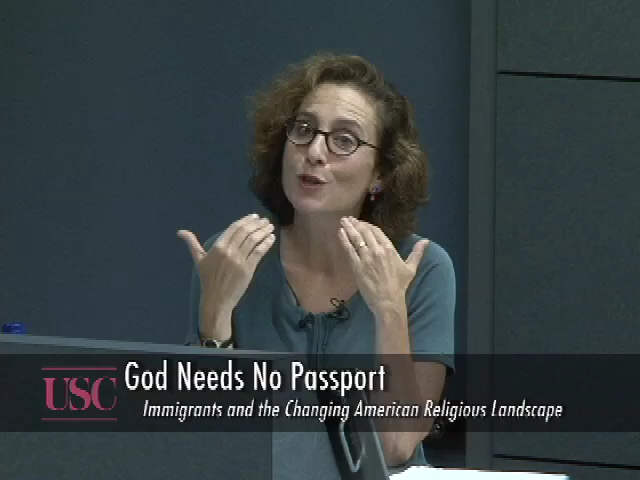 USC
God Needs No Passport
Immigrants and the Changing American Religious Landscape